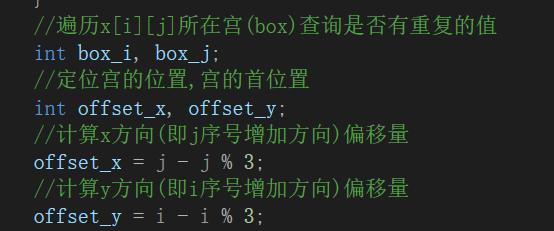 }
//遍历x[i][j]所在宫(box)查询是否有重复的值
int box_i, box_j;
//定位宫的位置,宫的首位置
int offset_x, offset_y;
//计算x方向(即j序号增加方向)偏移量
offset_x = j - j % 3;
//计算y方向(即i序号增加方向)偏移量
offset_y = i - i % 3;